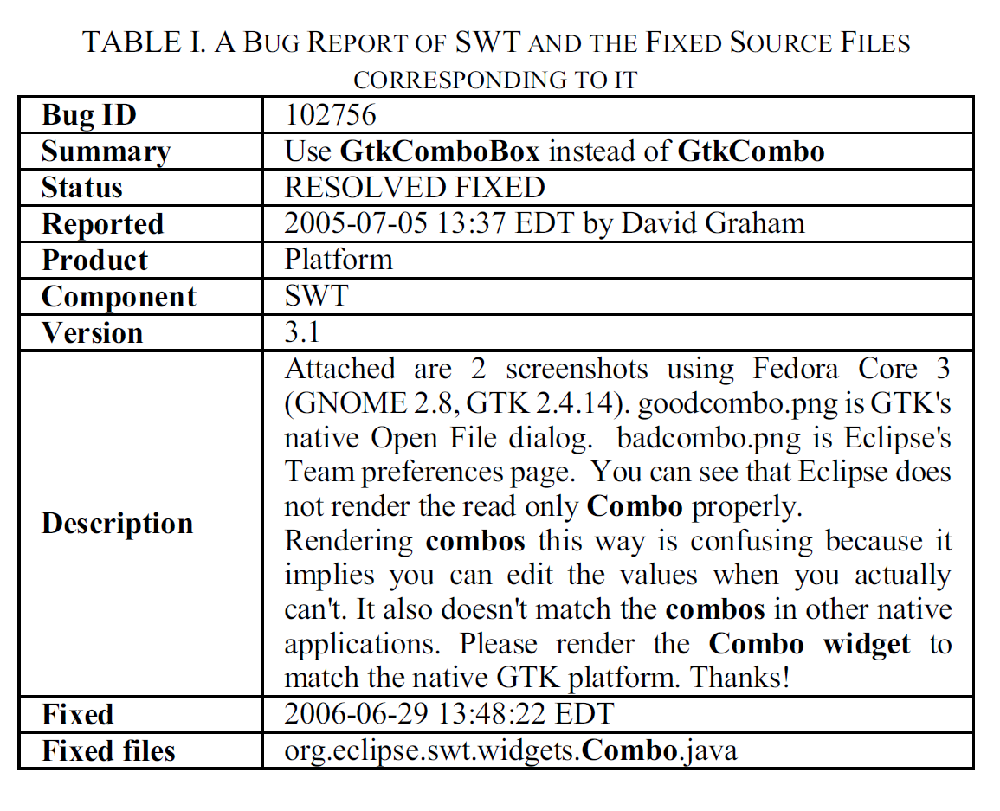 TABLE I. A BUG REPORT OF SWT AND THE FIXED SOURCE FILES
CORRESPONDING TO IT
Bug ID 102756
Summary Use GtkComboBox instead of GtkCombo
Status RESOLVED FIXED
Reported 2005-07-05 13:37 EDT by David Graham
Product Platform
Component SWT
Version 3.1
Description
Attached are 2 screenshots using Fedora Core 3
(GNOME 2.8, GTK 2.4.14). goodcombo.png is GTK's
native Open File dialog. badcombo.png is Eclipse's
Team preferences page. You can see that Eclipse does
not render the read only Combo properly.
Rendering combos this way is confusing because it
implies you can edit the values when you actually
can't. It also doesn't match the combos in other native
applications. Please render the Combo widget to
match the native GTK platform. Thanks!
Fixed 2006-06-29 13:48:22 EDT
Fixed files org.eclipse.swt.widgets.Combo.java